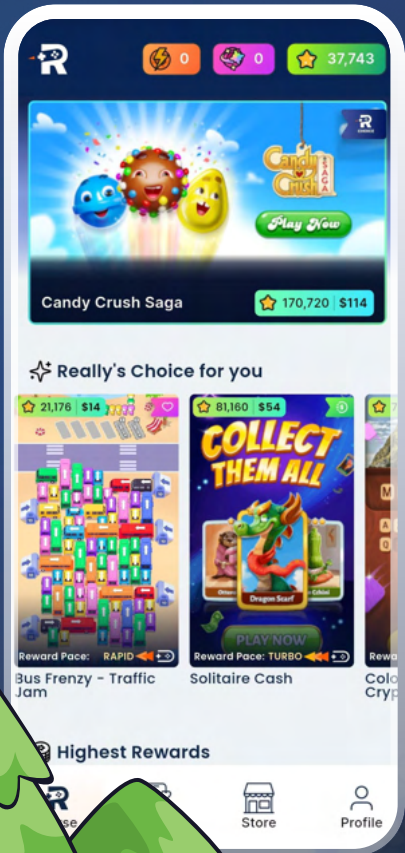 R
0
0
37,743
R
Candy
Crush
SAGA
Play Now
Candy Crush Saga
170,720 $114
Really's Choice for you
21,176 $14
81,160 $54
COLLECT
THEM ALL
Dragon Scarf
PLAY NOW
Reward Pace: RAPID
Reward Pace: TURBO
Bus Frenzy - Traffic
Jam
Solitaire Cash
Highest Rewards
Store
Profile